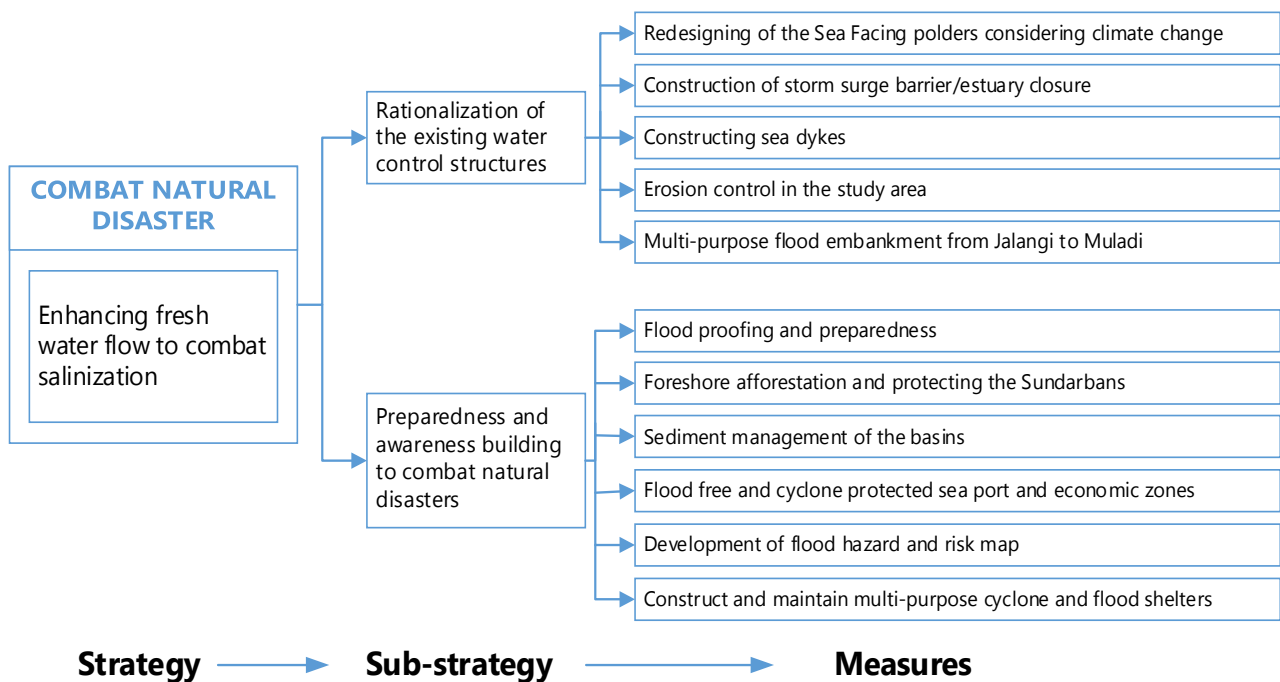 COMBAT NATURAL
DISASTER
Enhancing fresh
water flow to combat
salinization
Rationalization of
the existing water
control structures
Preparedness and
awareness building
to combat natural
disasters
Redesigning of the Sea Facing polders considering climate change
Construction of storm surge barrier/estuary closure
Constructing sea dykes
Erosion control in the study area
Multi-purpose flood embankment from Jalangi to Muladi
Flood proofing and preparedness
Foreshore afforestation and protecting the Sundarbans
Sediment management of the basins
Flood free and cyclone protected sea port and economic zones
Development of flood hazard and risk map
Construct and maintain multi-purpose cyclone and flood shelters
Strategy Sub-strategy Measures